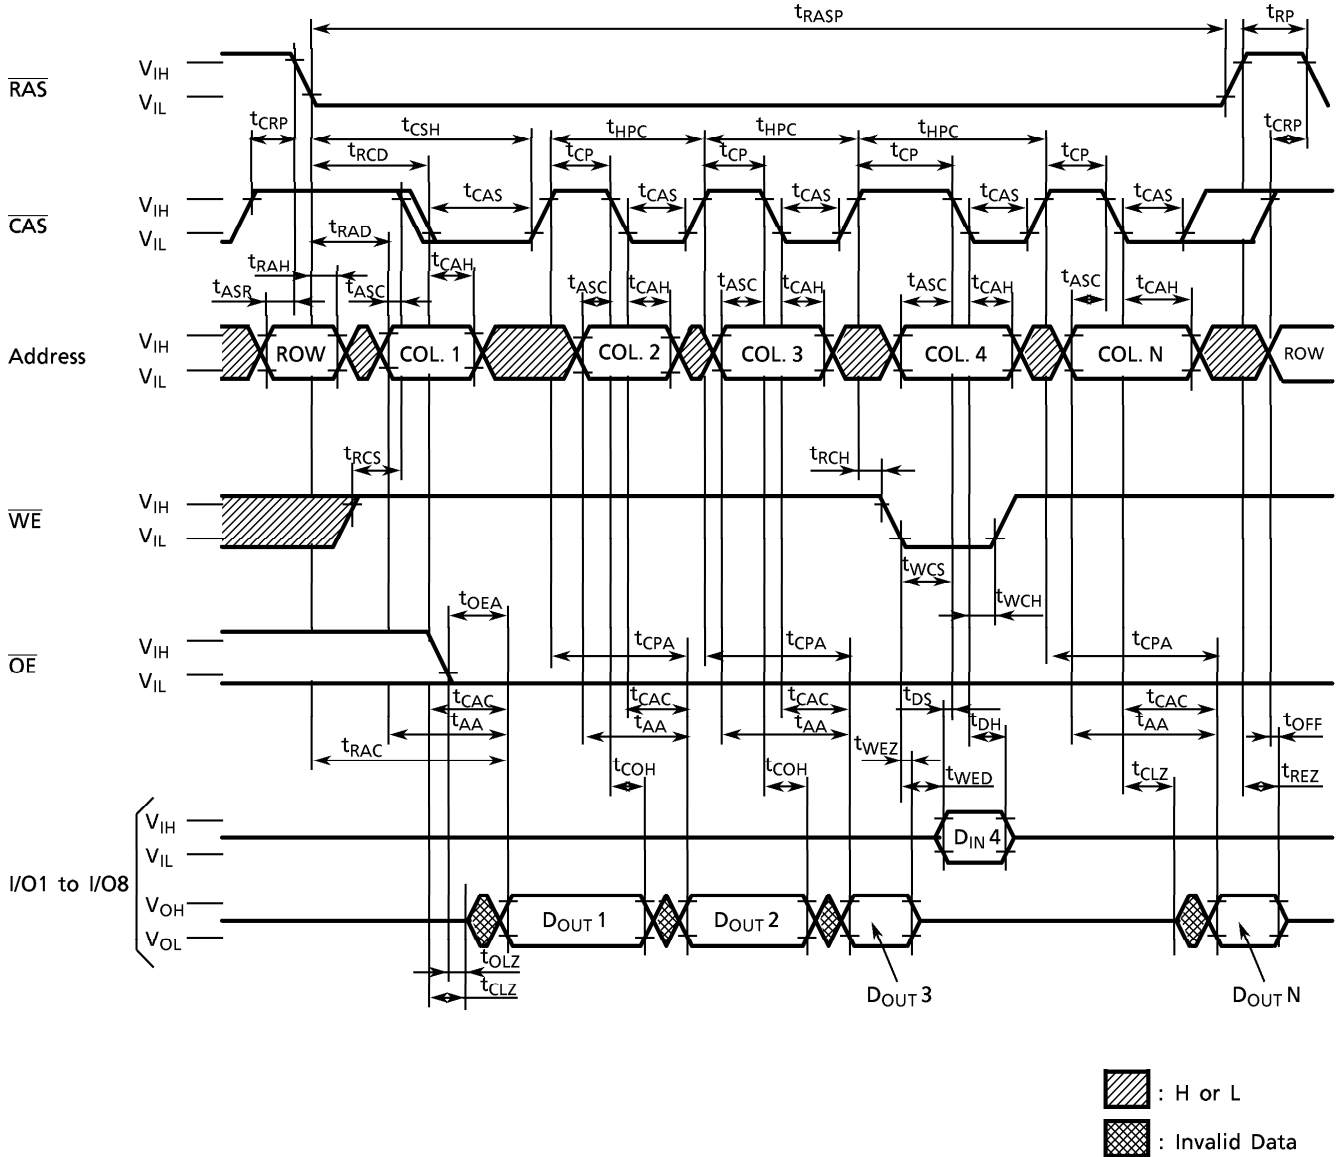 tRASP tRP
RAS VIH
VIL
tCRP tCSH tHPC tHPC tHPC tCRP
tRCD tCP tCP tCP tCP
CAS VIH tCAS tCAS tCAS tCAS tCAS
VIL
tRAD
tRAH tCAH
tASR tASC tASC tCAH tASC tCAH tASC tCAH tASC tCAH
Address VIH
VIL
ROW COL. 1 COL. 2 COL. 3 COL. 4 COL. N ROW
tRCS tRCH
WE VIH
VIL
tWCS
tWCH
tOEA
OE VIH tCPA tCPA tCPA
VIL
tCAC tCAC tCAC tDS tCAC
tAA tAA tAA tDH tAA tOFF
tRAC tWEZ
tCOH tCOH tWED tCLZ tREZ
I/O1 to I/O8
VIH
VIL
DIN 4
VOH
VOL
DOUT 1 DOUT 2
tOLZ
tCLZ
DOUT 3 DOUT N
: H or L
: Invalid Data